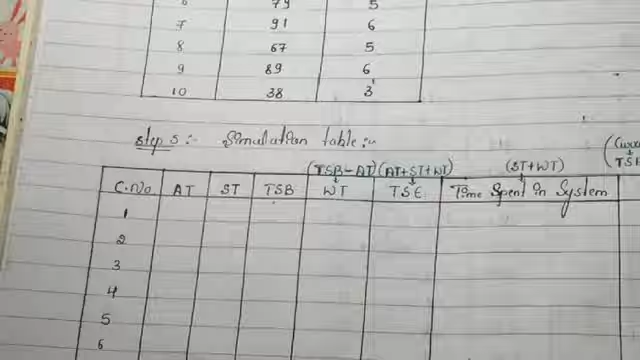 79 5
7 91 6
8 67 5
9 89 6
10 38 3
Step 5:- Simulation table:-
(TSB-AT) (AT+ST+WT) (ST+WT)
C.No AT ST TSB WT TSE Time Spent in System
1
2
3
4
5
6